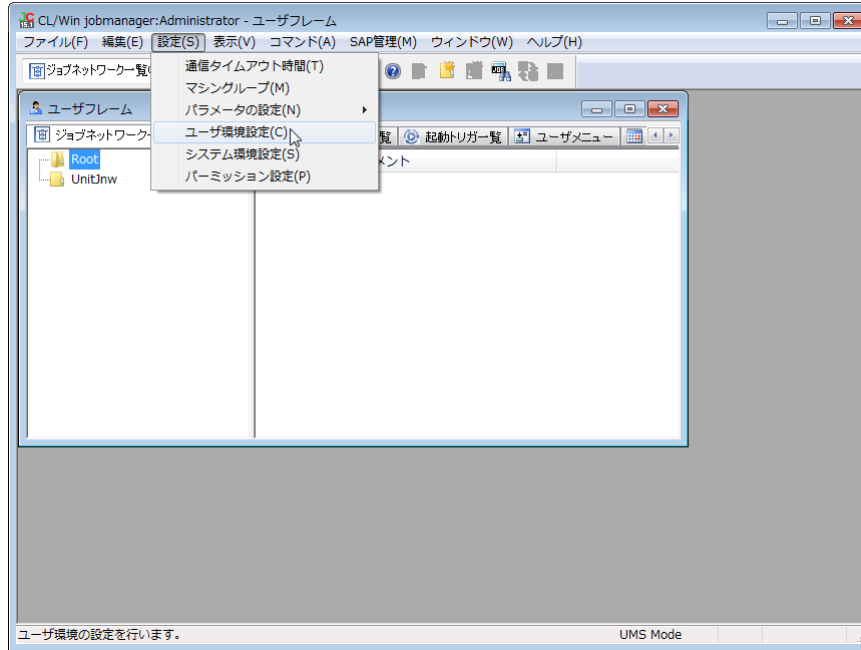 CL/Win jobmanager:Administrator - ユーザフレーム
ファイル(F) 編集(E) 設定(S) 表示(V) コマンド(A) SAP管理(M) ウィンドウ(W) ヘルプ(H)
ジョブネットワーク一覧
通信タイムアウト時間(T)
マシングループ(M)
パラメータの設定(N)
ユーザ環境設定(C)
システム環境設定(S)
パーミッション設定(P)
ユーザフレーム
ジョブネットワーク 覧 起動トリガ一覧 ユーザメニュー
Root
メント
UnitJnw
ユーザ環境の設定を行います。 UMS Mode